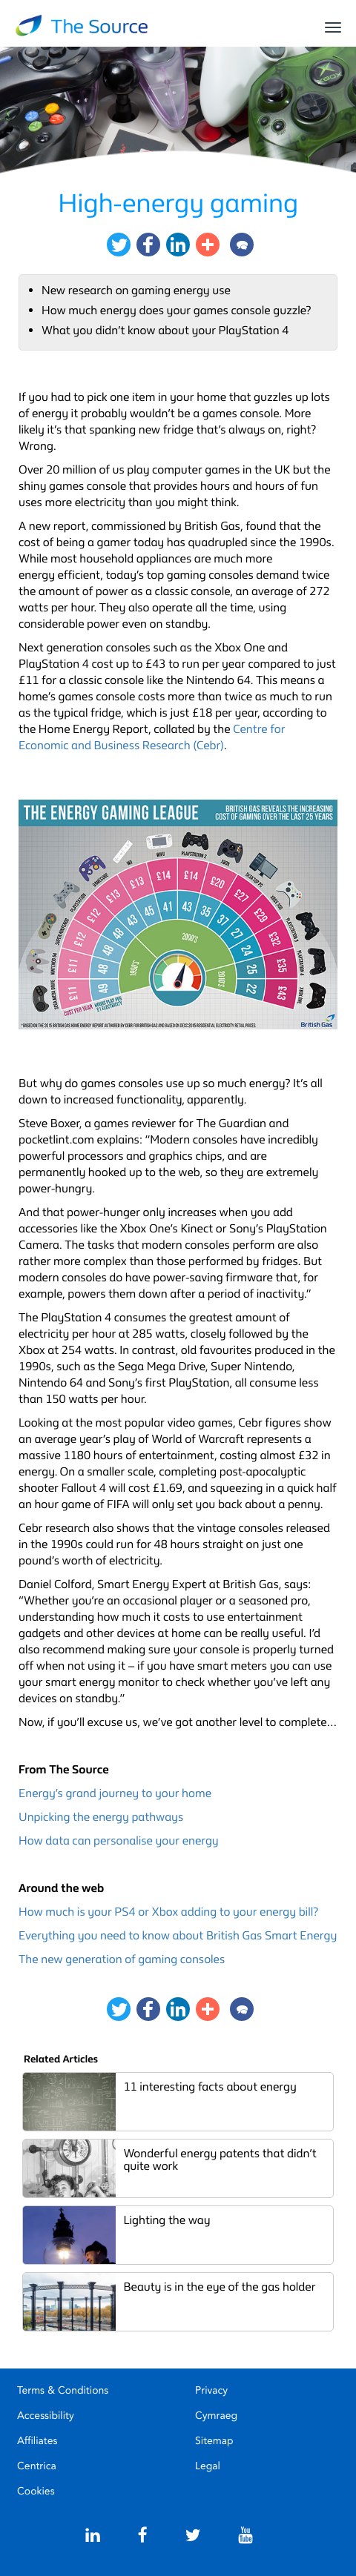 The Source
High-energy gaming
• New research on gaming energy use
• How much energy does your games console guzzle?
• What you didn’t know about your PlayStation 4
If you had to pick one item in your home that guzzles up lots
of energy it probably wouldn’t be a games console. More
likely it’s that spanking new fridge that’s always on, right?
Wrong.
Over 20 million of us play computer games in the UK but the
shiny games console that provides hours and hours of fun
uses more electricity than you might think.
A new report, commissioned by British Gas, found that the
cost of being a gamer today has quadrupled since the 1990s.
While most household appliances are much more
energy efficient, today’s top gaming consoles demand twice
the amount of power as a classic console, an average of 272
watts per hour. They also operate all the time, using
considerable power even on standby.
Next generation consoles such as the Xbox One and
PlayStation 4 cost up to £43 to run per year compared to just
£11 for a classic console like the Nintendo 64. This means a
home’s games console costs more than twice as much to run
as the typical fridge, which is just £18 per year, according to
the Home Energy Report, collated by the Centre for
Economic and Business Research (Cebr).
THE ENERGY GAMING LEAGUE
BRITISH GAS REVEALS THE INCREASING
COST OF GAMING OVER THE LAST 25 YEARS
£11 £11 £12 £12 £13 £13 £14 £14 £20 £27 £28 £32 £35 £43
British Gas
But why do games consoles use up so much energy? It’s all
down to increased functionality, apparently.
Steve Boxer, a games reviewer for The Guardian and
pocketlint.com explains: “Modern consoles have incredibly
powerful processors and graphics chips, and are
permanently hooked up to the web, so they are extremely
power-hungry.
And that power-hunger only increases when you add
accessories like the Xbox One’s Kinect or Sony’s PlayStation
Camera. The tasks that modern consoles perform are also
rather more complex than those performed by fridges. But
modern consoles do have power-saving firmware that, for
example, powers them down after a period of inactivity.”
The PlayStation 4 consumes the greatest amount of
electricity per hour at 285 watts, closely followed by the
Xbox at 254 watts. In contrast, old favourites produced in the
1990s, such as the Sega Mega Drive, Super Nintendo,
Nintendo 64 and Sony’s first PlayStation, all consume less
than 150 watts per hour.
Looking at the most popular video games, Cebr figures show
an average year’s play of World of Warcraft represents a
massive 1180 hours of entertainment, costing almost £32 in
energy. On a smaller scale, completing post-apocalyptic
shooter Fallout 4 will cost £1.69, and squeezing in a quick half
an hour game of FIFA will only set you back about a penny.
Cebr research also shows that the vintage consoles released
in the 1990s could run for 48 hours straight on just one
pound’s worth of electricity.
Daniel Colford, Smart Energy Expert at British Gas, says:
“Whether you’re an occasional player or a seasoned pro,
understanding how much it costs to use entertainment
gadgets and other devices at home can be really useful. I’d
also recommend making sure your console is properly turned
off when not using it – if you have smart meters you can use
your smart energy monitor to check whether you’ve left any
devices on standby.”
Now, if you’ll excuse us, we’ve got another level to complete…
From The Source
Energy’s grand journey to your home
Unpicking the energy pathways
How data can personalise your energy
Around the web
How much is your PS4 or Xbox adding to your energy bill?
Everything you need to know about British Gas Smart Energy
The new generation of gaming consoles
Related Articles
11 interesting facts about energy
Wonderful energy patents that didn’t
quite work
Lighting the way
Beauty is in the eye of the gas holder
Terms & Conditions
Privacy
Accessibility
Cymraeg
Affiliates
Sitemap
Centrica
Legal
Cookies